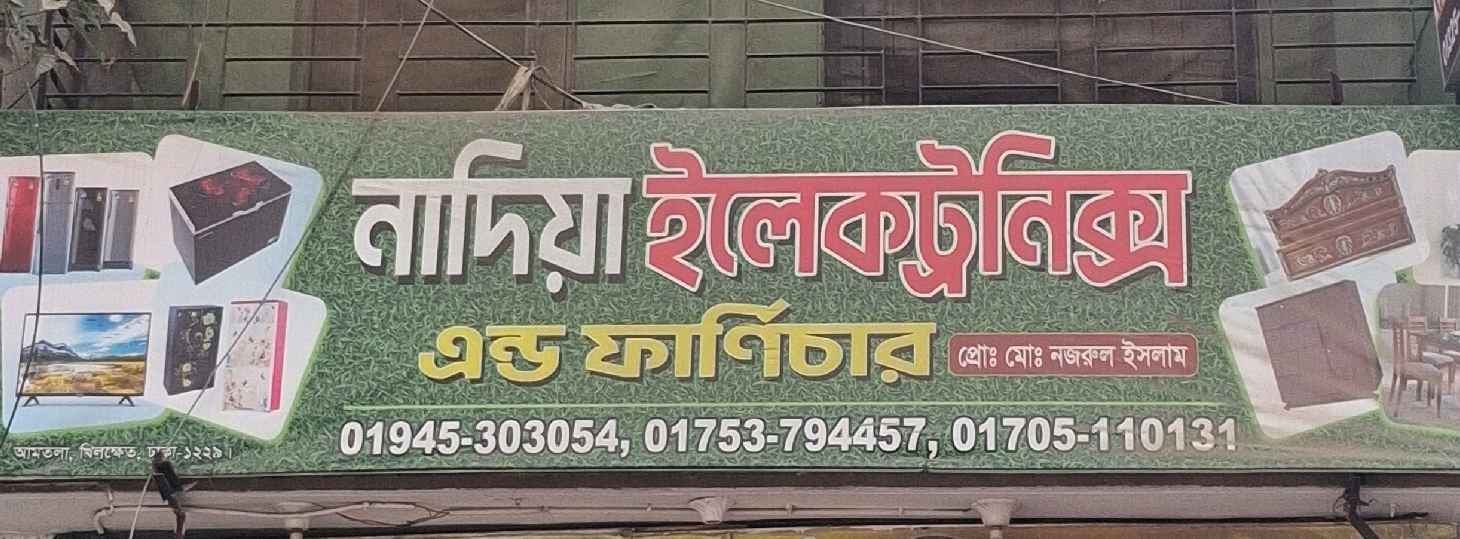 নাদিয়া ইলেকট্রনিক্স
এন্ড ফার্ণিচার
প্রোঃ মোঃ নজরুল ইসলাম
01945-303054, 01753-794457, 01705-110131
আমতলা, খিলক্ষেত, ঢাকা-১২২৯।